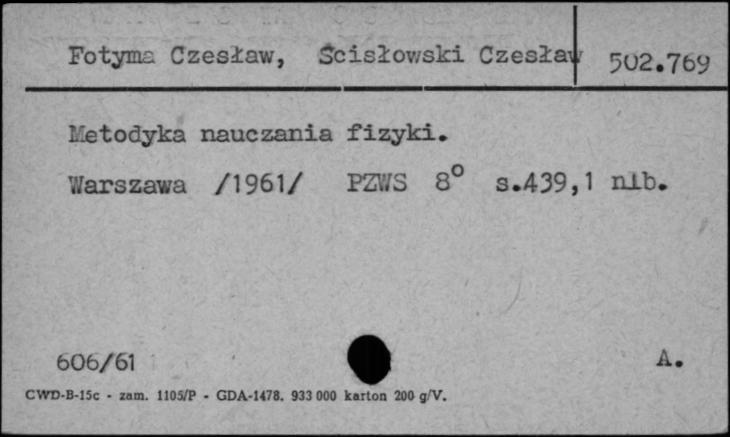 Fotyma Czesław, Ścisłowski Czesław 502.769
Metodyka nauczania fizyki.
Warszawa /1961/ PZWS 8° s.439,1 nlb.
606/61 A.
CWD-B-15c - zam. 1105/P - GDA-1478. 933 000 karton 200 g/V.